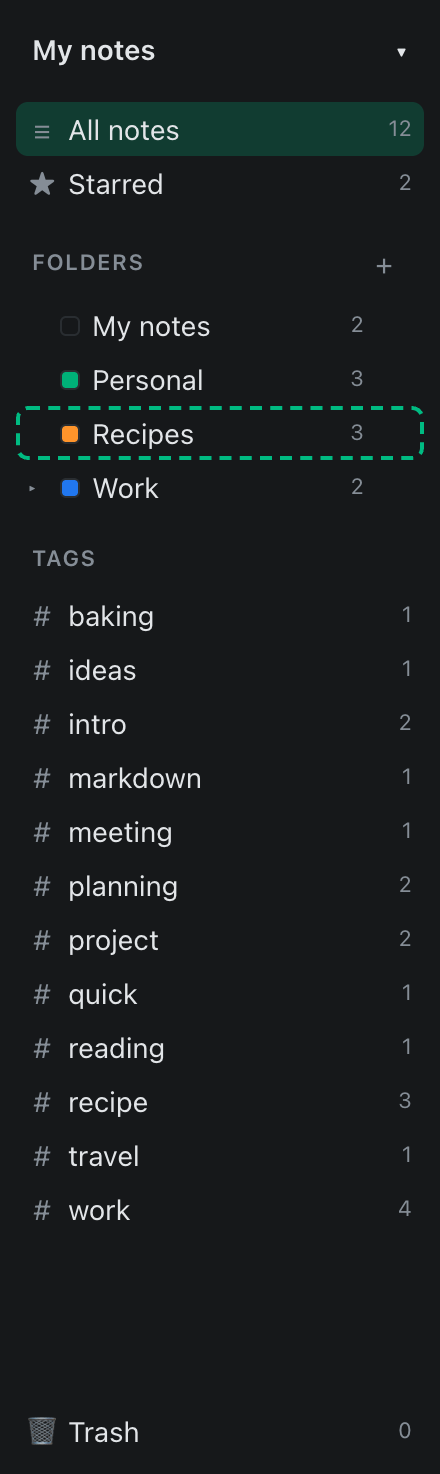 My notes ▾
All notes 12
Starred 2
FOLDERS +
My notes 2
Personal 3
Recipes 3
Work 2
TAGS
# baking 1
# ideas 1
# intro 2
# markdown 1
# meeting 1
# planning 2
# project 2
# quick 1
# reading 1
# recipe 3
# travel 1
# work 4
Trash 0